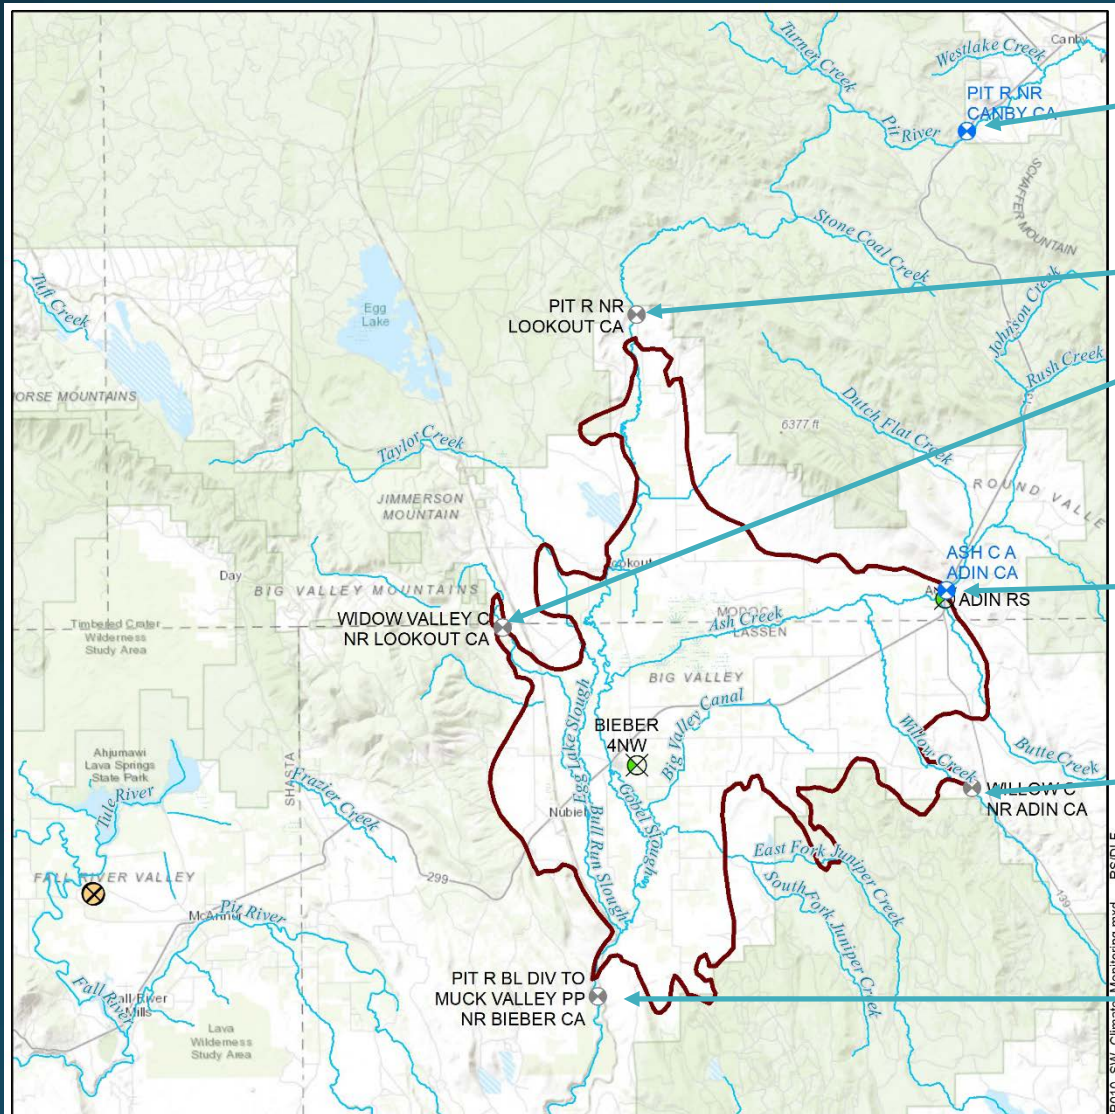 Turner Creek
Westlake Creek
Canby
PIT R NR
CANBY CA
Pit River
SCHAFFER MOUNTAIN
Stone Coal Creek
Tuft Creek
Egg
Lake
PIT R NR
LOOKOUT CA
Johnson Creek
Rush Creek
ORSE MOUNTAINS
Dutch Flat Creek
6377 ft
Taylor Creek
JIMMERSON
MOUNTAIN
ROUND VALLE
139
ASH C A
ADIN CA
ADIN RS
Day
BIG VALLEY MOUNTAINS
ookout
Timbered Crater
Wilderness
Study Area
WIDOW VALLEY C
NR LOOKOUT CA
MODOC
LASSEN
Ash Creek
BIG VALLEY
Big Valley Canal
BIEBER
4NW
Egg Lake Slough
Willow Creek
Butte Creek
Ahjumawi
Lava Springs
State Park
Tule River
SHASTA
Frazier Creek
Nubie
Gobel Slough
Bull Run Slough
WILLOW C
NR ADIN CA
East Fork Juniper Creek
South Fork Juniper Creek
FALL RIVER VALLEY
299
139
McArthur
Pit River
Fall River
Fall River
Mills
PIT R BL DIV TO
MUCK VALLEY PP
NR BIEBER CA
Lava
Wilderness
Study Area